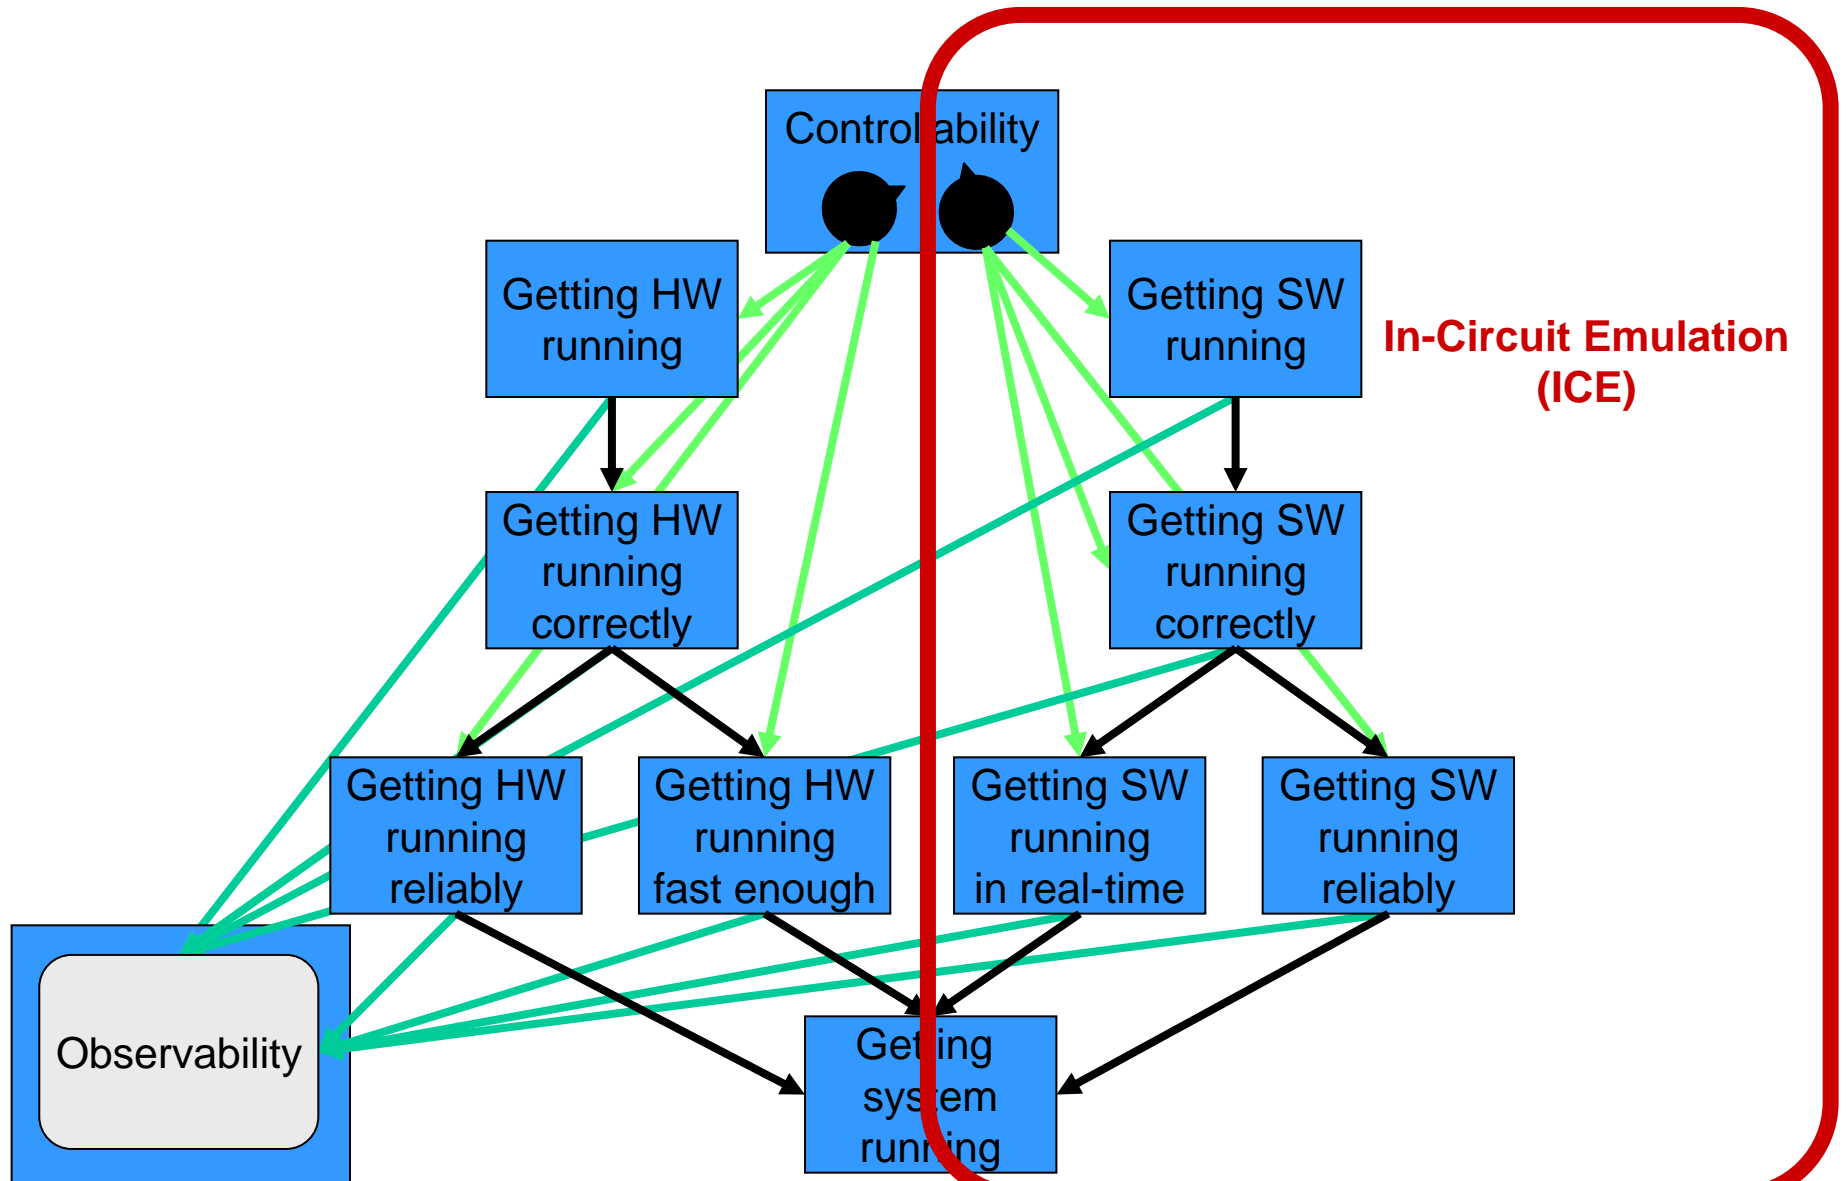 Controllability
Getting HW
running
Getting SW
running
In-Circuit Emulation
(ICE)
Getting HW
running
correctly
Getting SW
running
correctly
Getting HW
running
reliably
Getting HW
running
fast enough
Getting SW
running
in real-time
Getting SW
running
reliably
Observability
Getting
system
running